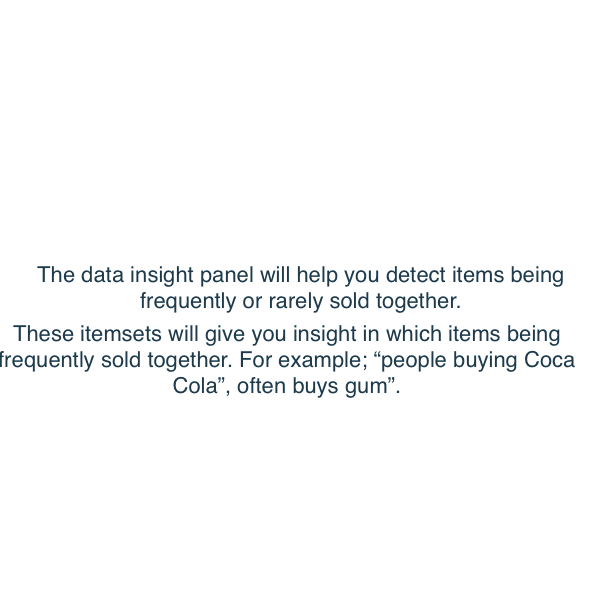 The data insight panel will help you detect items being
frequently or rarely sold together.
These itemsets will give you insight in which items being
frequently sold together. For example; “people buying Coca
Cola”, often buys gum”.